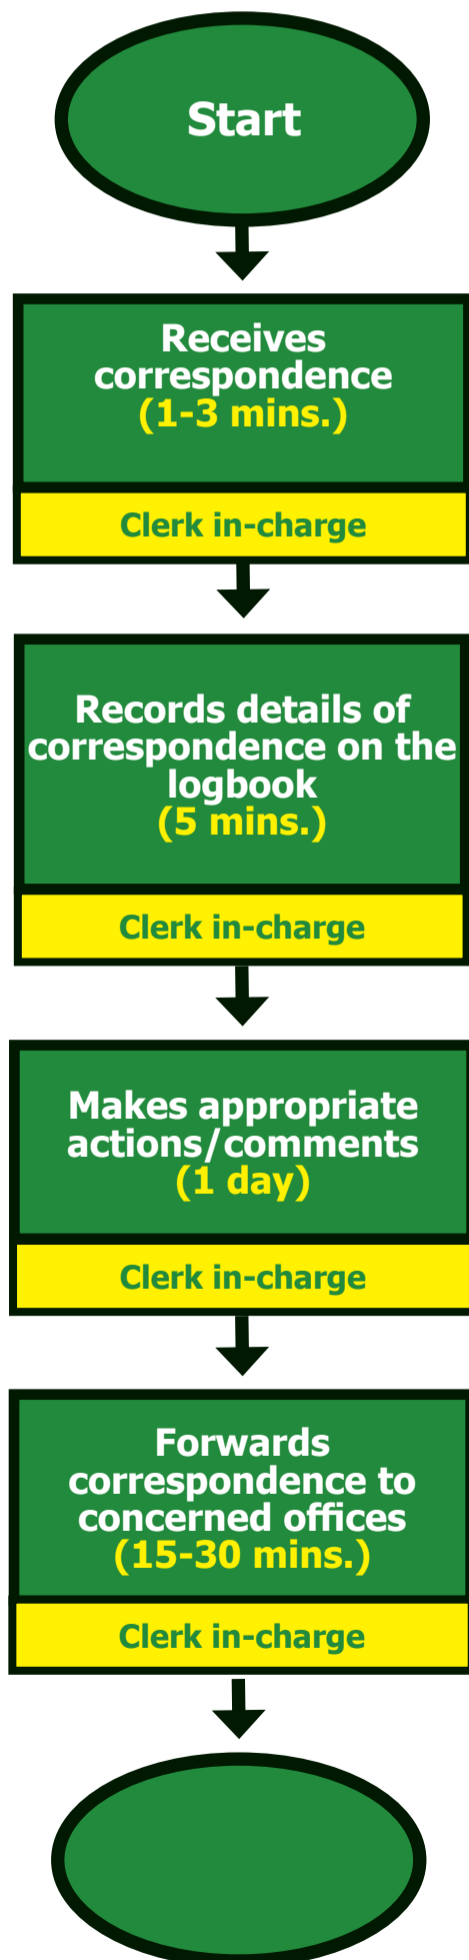 Start
Receives
correspondence
(1-3 mins.)
Clerk in-charge
Records details of
correspondence on the
logbook
(5 mins.)
Clerk in-charge
Makes appropriate
actions/comments
(1 day)
Clerk in-charge
Forwards
correspondence to
concerned offices
(15-30 mins.)
Clerk in-charge